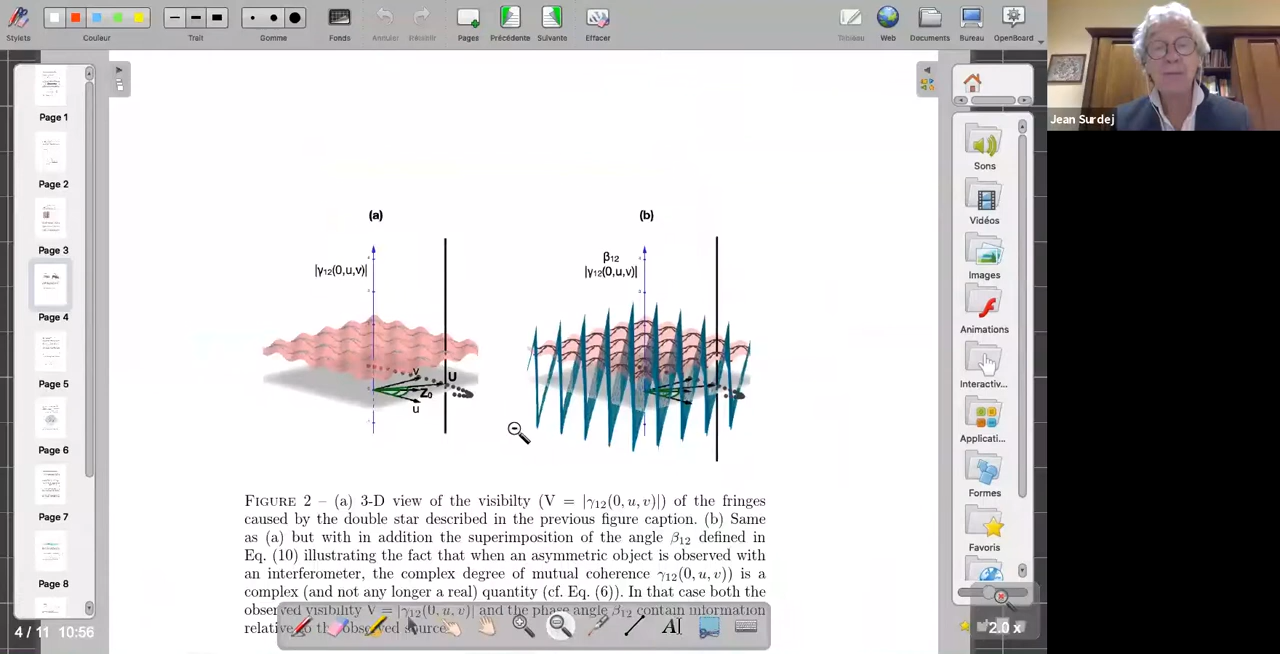 Stylets
Couleur
Trait
Gomme
Fonds
Annuler
Rétablir
Pages
Précédente
Suivante
Effacer
Tableau
Web
Documents
Bureau
OpenBoard
Jean Surdej
Page 1
Page 2
Page 3
Page 4
Page 5
Page 6
Page 7
Page 8
Sons
Vidéos
Images
Animations
Interactiv...
Applicati...
Formes
Favoris
(a)
|γ₁₂(0,u,v)|
v
U
Z₀
u
(b)
β₁₂
|γ₁₂(0,u,v)|
FIGURE 2 – (a) 3-D view of the visibilty (V = |γ₁₂(0, u, v)|) of the fringes
caused by the double star described in the previous figure caption. (b) Same
as (a) but with in addition the superimposition of the angle β₁₂ defined in
Eq. (10) illustrating the fact that when an asymmetric object is observed with
an interferometer, the complex degree of mutual coherence γ₁₂(0, u, v)) is a
complex (and not any longer a real) quantity (cf. Eq. (6)). In that case both the
observed visibility V = |γ₁₂(0, u, v)| and the phase angle β₁₂ contain information
relative to the observed source.
4 / 11 10:56
2.0 x